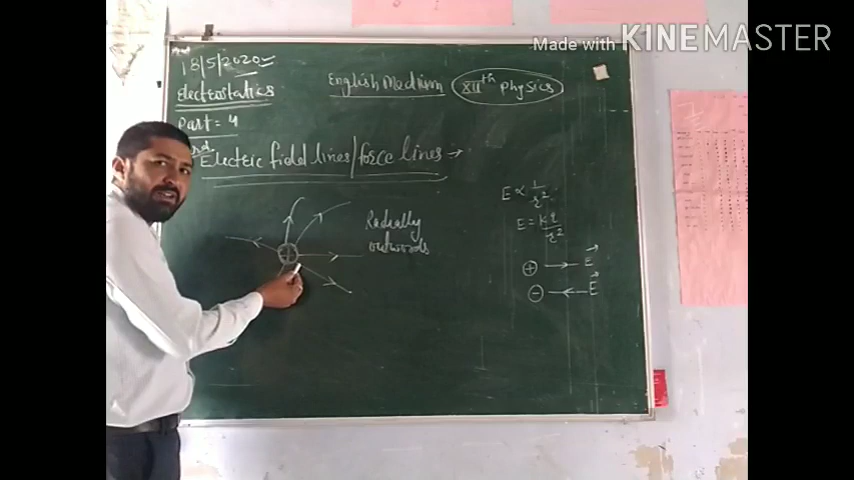 Made with KINEMASTER
18/5/2020
English Medium XIIth Physics
Electrostatics
Part = 4
Electric field lines/force lines →
Radially
outwards
E ∝ 1/r²
E = Kq/r²
+ → E
- ← E
+